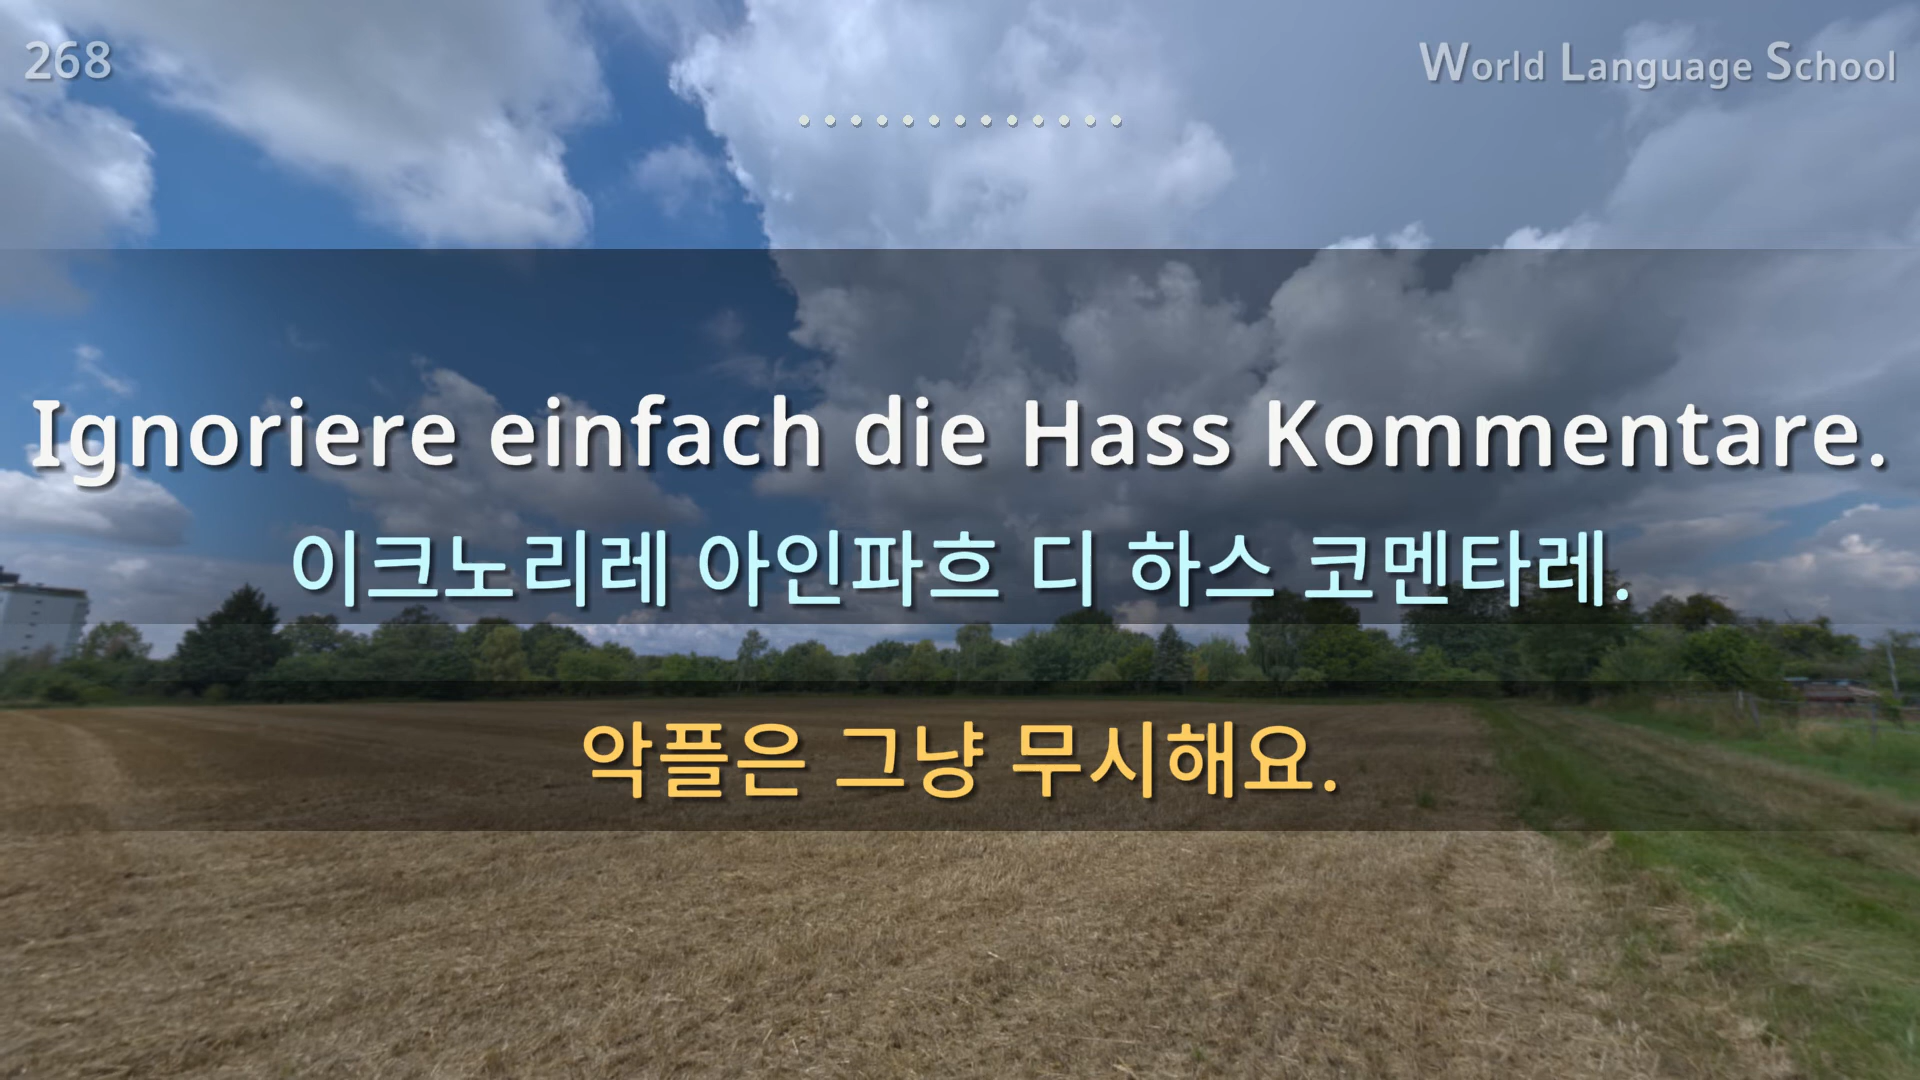 268
World Language School
Ignoriere einfach die Hass Kommentare.
이크노리레 아인파흐 디 하스 코멘타레.
악플은 그냥 무시해요.